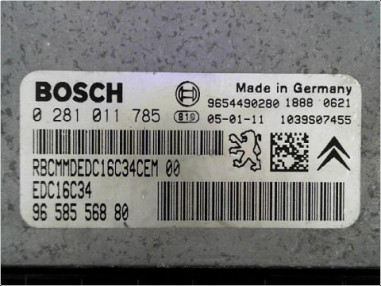 BOSCH
Made in Germany
9654490280 1888 0621
0 281 011 785 810 05-01-11 1039S07455
RBCMMDEDC16C34CEM 00
EDC16C34
96 585 568 80